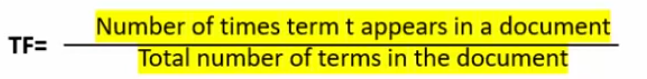 Number of times term t appears in a document
TF=
Total number of terms in the document